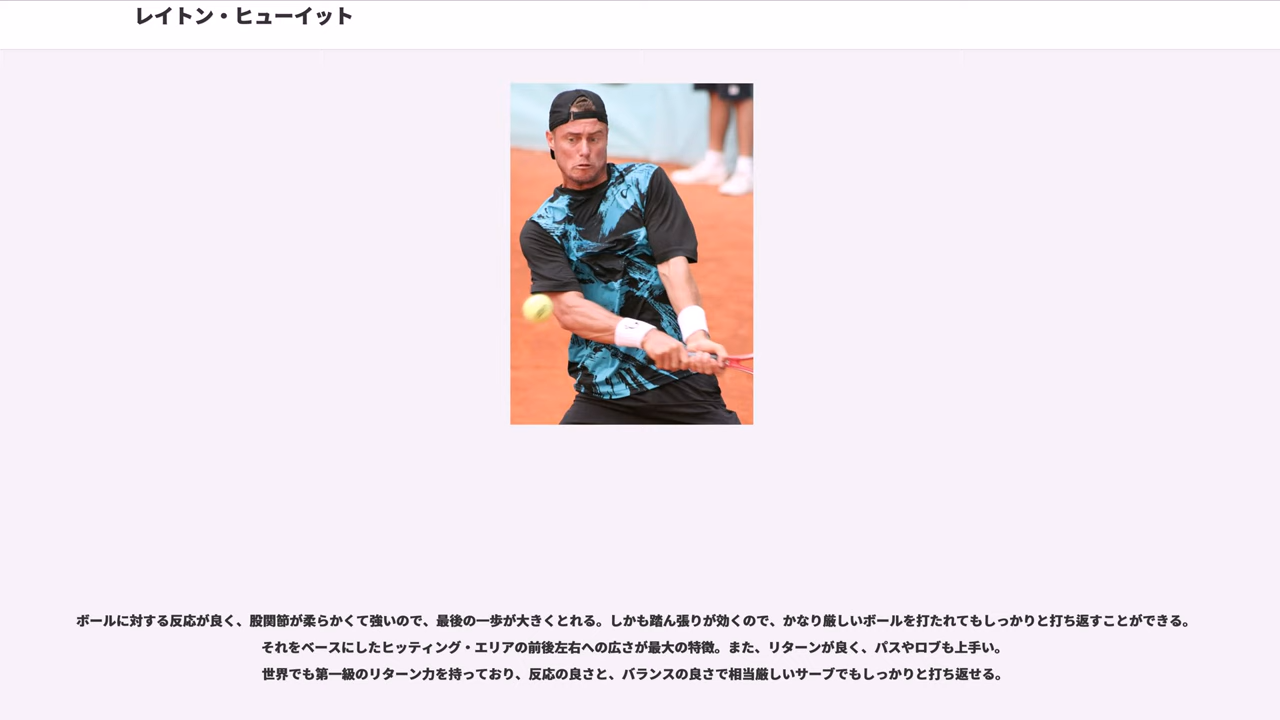 レイトン・ヒューイット
ボールに対する反応が良く、股関節が柔らかくて強いので、最後の一歩が大きくとれる。しかも踏ん張りが効くので、かなり厳しいボールを打たれてもしっかりと打ち返すことができる。
それをベースにしたヒッティング・エリアの前後左右への広さが最大の特徴。また、リターンが良く、パスやロブも上手い。
世界でも第一級のリターン力を持っており、反応の良さと、バランスの良さで相当厳しいサーブでもしっかりと打ち返せる。